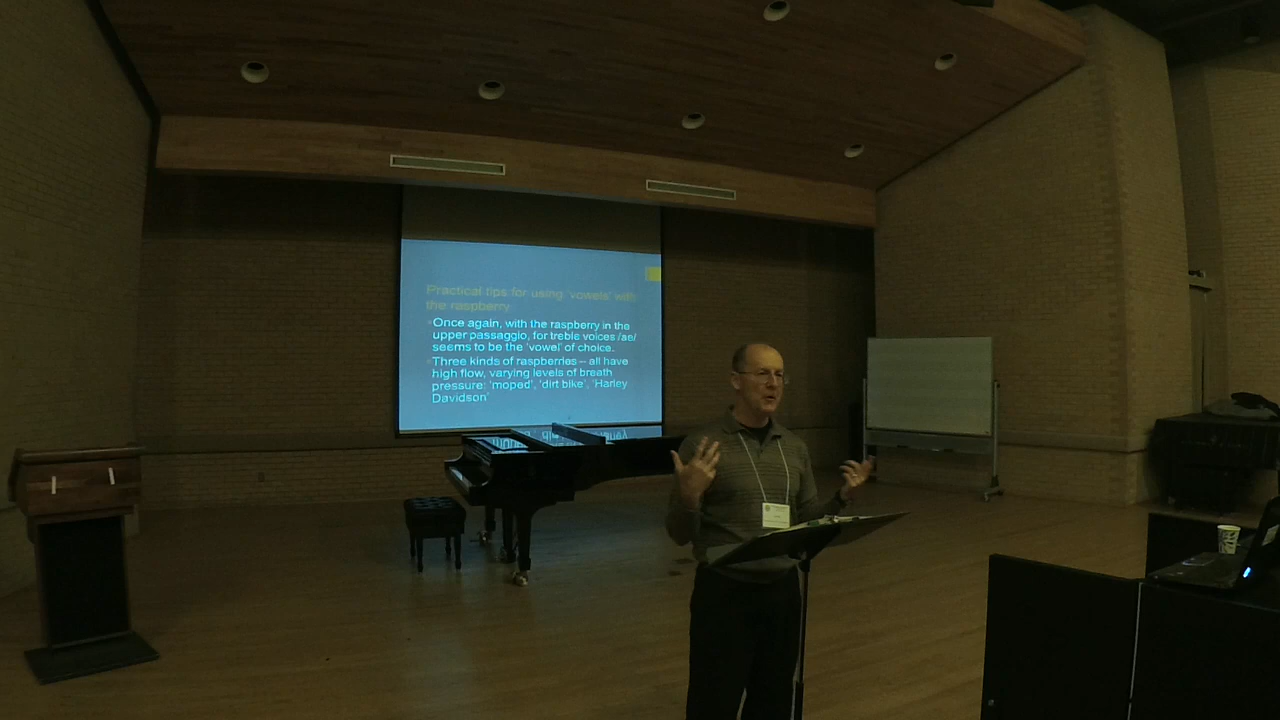 Practical tips for using 'vowels' with
the raspberry
Once again, with the raspberry in the
upper passaggio, for treble voices /ae/
seems to be the 'vowel' of choice.
Three kinds of raspberries – all have
high flow, varying levels of breath
pressure: 'moped', 'dirt bike', 'Harley
Davidson'